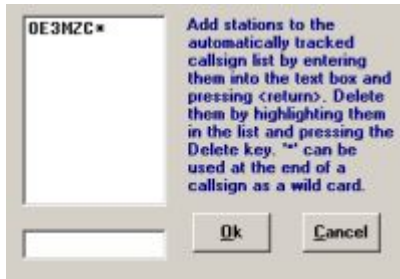 OE3MZC*
Add stations to the
automatically tracked
callsign list by entering
them into the text box and
pressing <return>. Delete
them by highlighting them
in the list and pressing the
Delete key. '*' can be
used at the end of a
callsign as a wild card.
Ok
Cancel